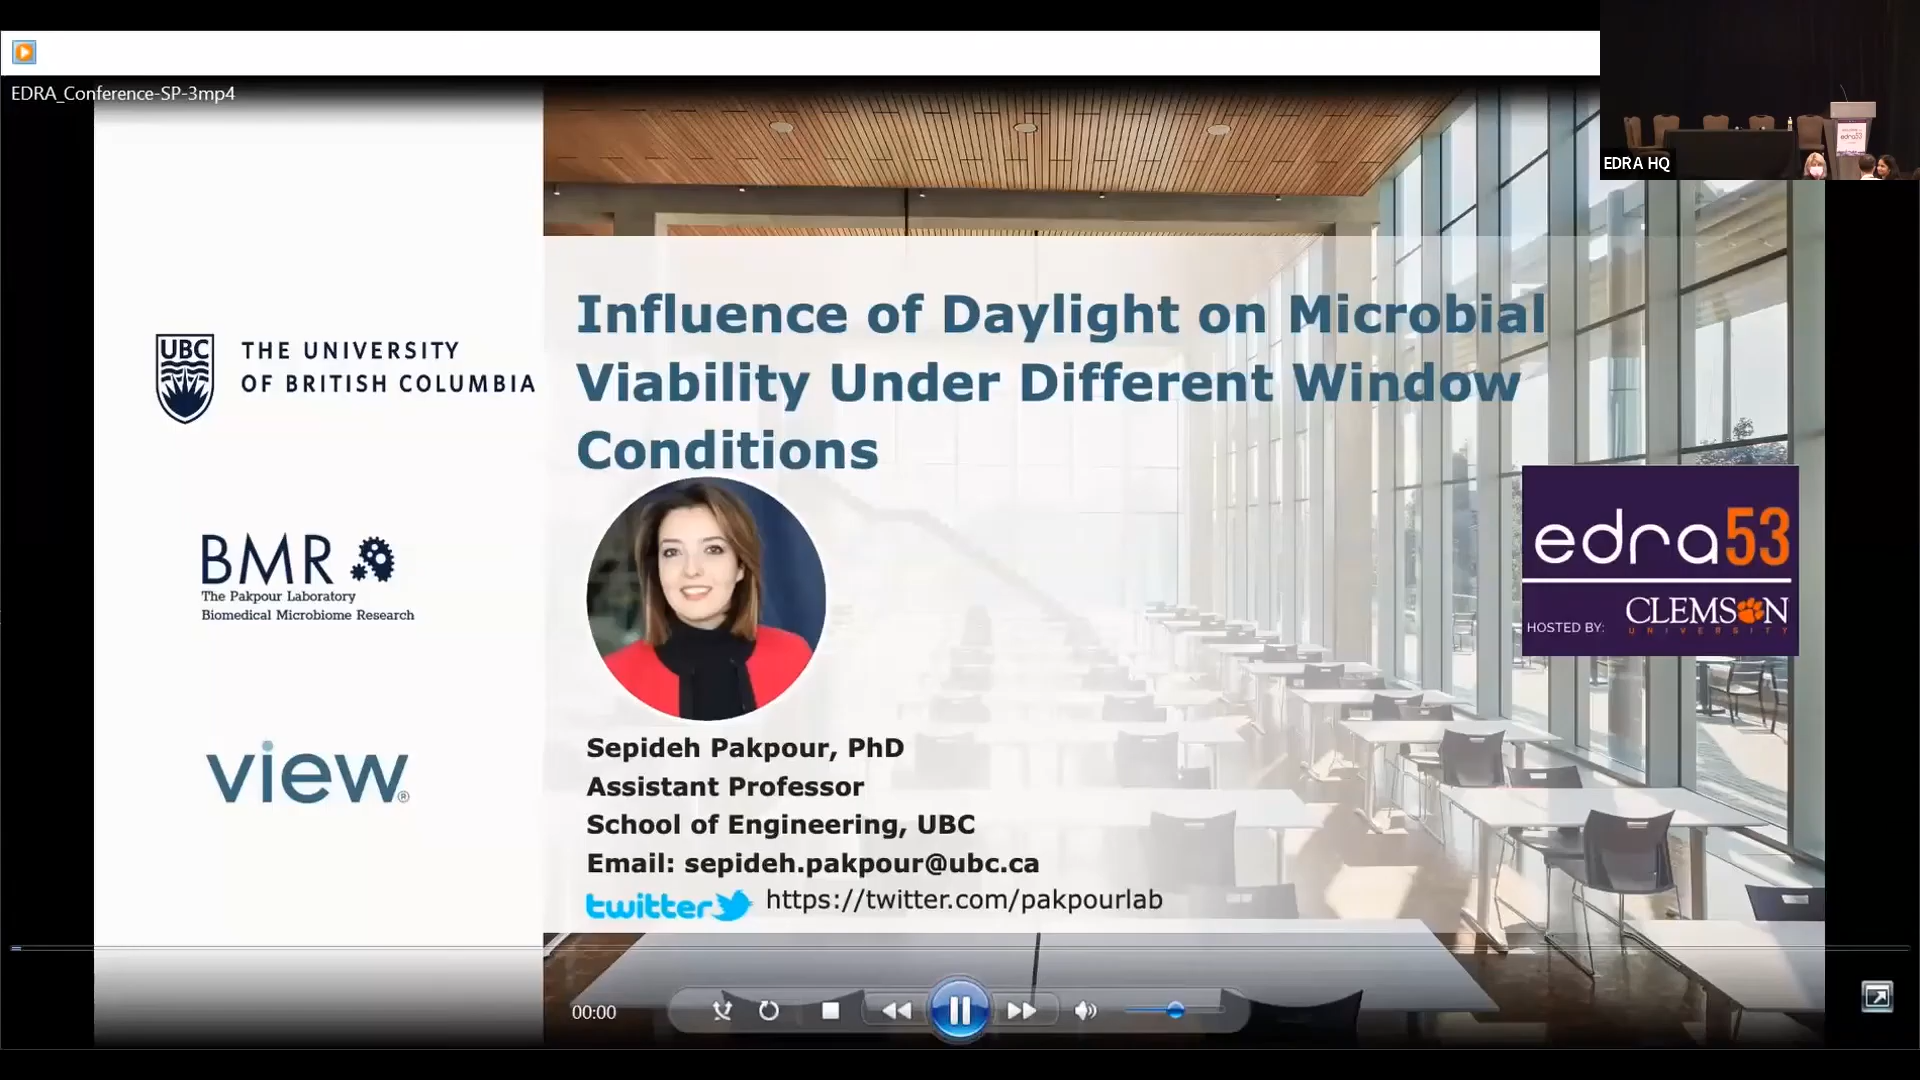 EDRA_Conference-SP-3mp4
EDRA HQ
UBC
THE UNIVERSITY
OF BRITISH COLUMBIA
BMR
The Pakpour Laboratory
Biomedical Microbiome Research
view®
Influence of Daylight on Microbial
Viability Under Different Window
Conditions
Sepideh Pakpour, PhD
Assistant Professor
School of Engineering, UBC
Email: sepideh.pakpour@ubc.ca
twitter https://twitter.com/pakpourlab
edra53
HOSTED BY: CLEMSON
UNIVERSITY
00:00